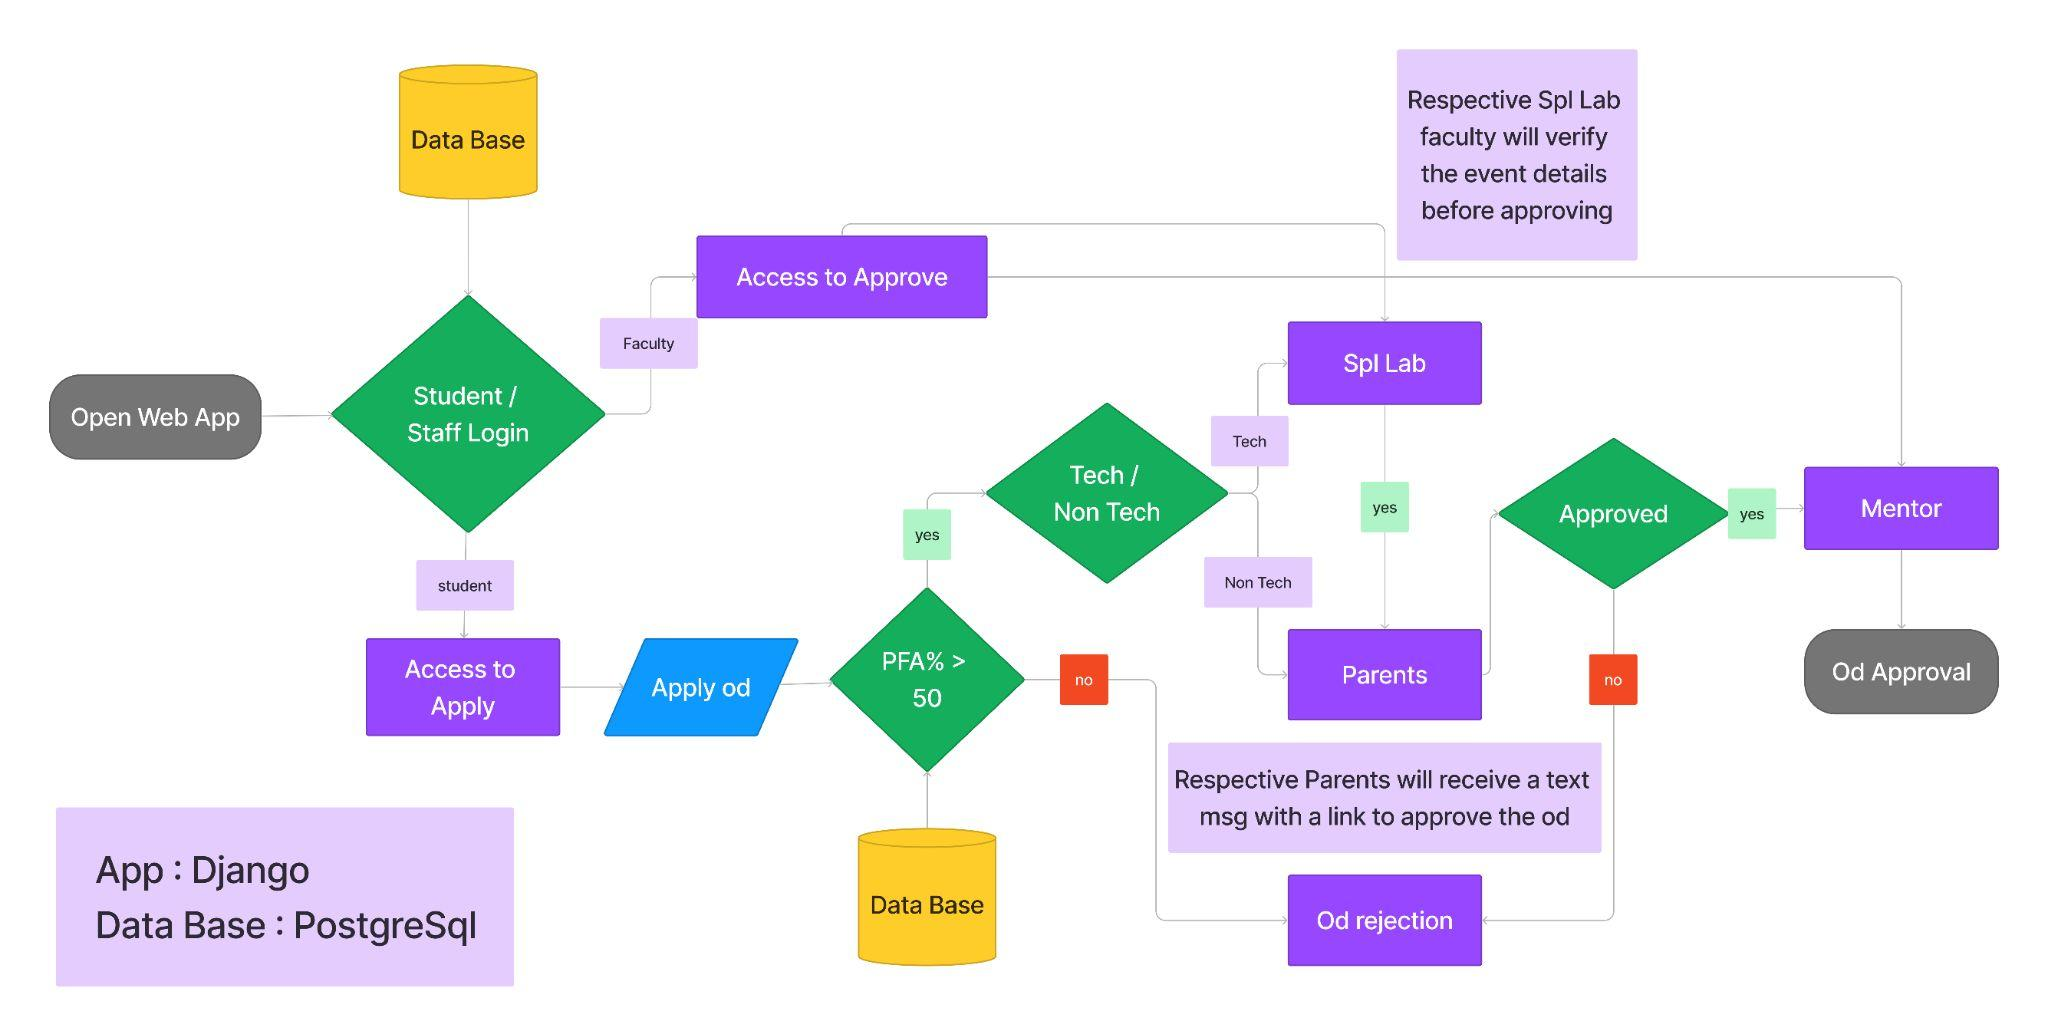 Data Base
Respective Spl Lab
faculty will verify
the event details
before approving
Access to Approve
Faculty
Open Web App
Student /
Staff Login
Spl Lab
Tech
Tech /
Non Tech
yes
Approved
yes
Mentor
yes
student
Non Tech
Access to
Apply
Apply od
PFA% >
50
no
Parents
no
Od Approval
Respective Parents will receive a text
msg with a link to approve the od
App : Django
Data Base : PostgreSql
Data Base
Od rejection